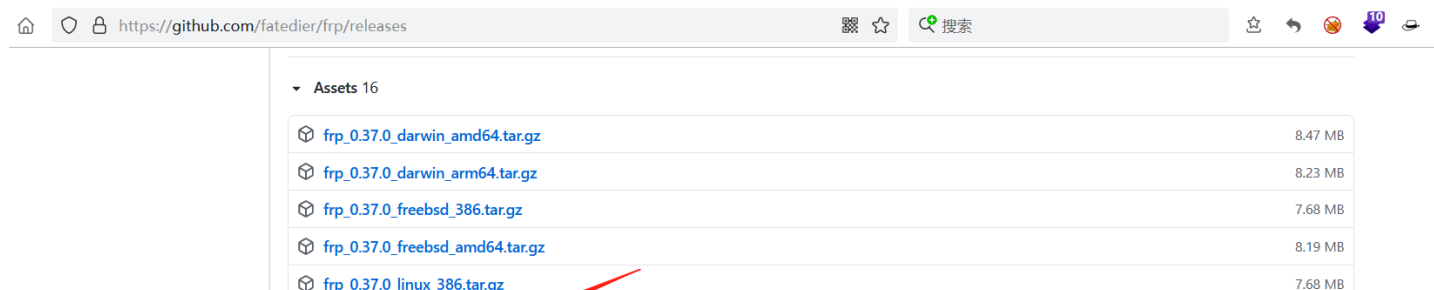 https://github.com/fatedier/frp/releases
搜索
10
Assets 16
frp_0.37.0_darwin_amd64.tar.gz 8.47 MB
frp_0.37.0_darwin_arm64.tar.gz 8.23 MB
frp_0.37.0_freebsd_386.tar.gz 7.68 MB
frp_0.37.0_freebsd_amd64.tar.gz 8.19 MB
frp_0.37.0_linux_386.tar.gz 7.68 MB